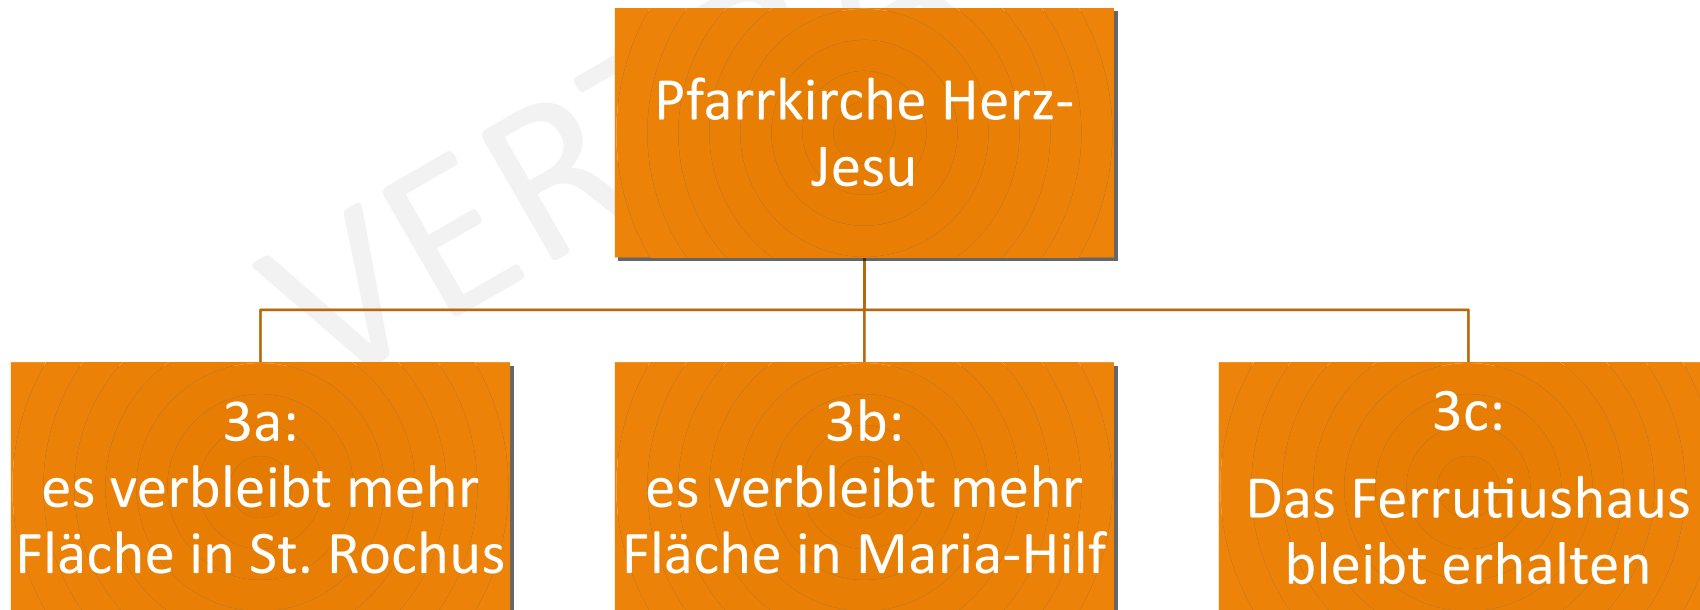 Pfarrkirche Herz-
Jesu
3a:
es verbleibt mehr
Fläche in St. Rochus
3b:
es verbleibt mehr
Fläche in Maria-Hilf
3c:
Das Ferrutiushaus
bleibt erhalten